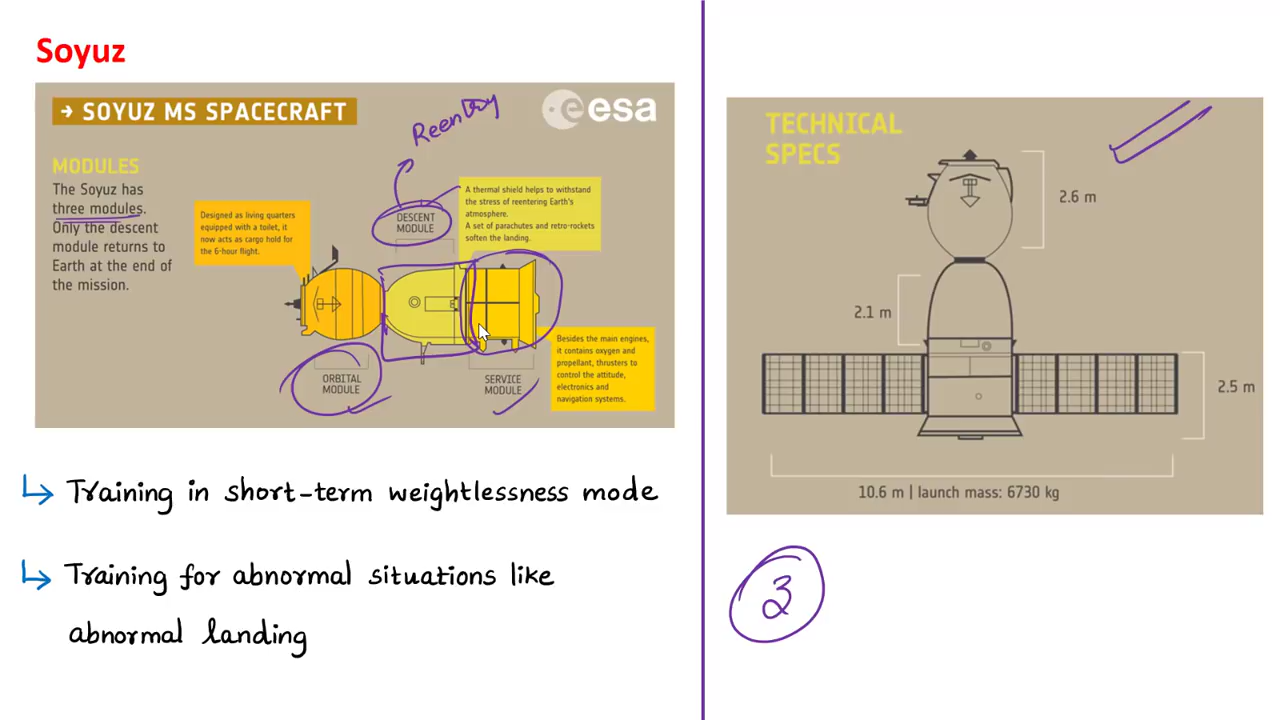 Soyuz
→ SOYUZ MS SPACECRAFT
esa
Reentry
MODULES
The Soyuz has
three modules.
Only the descent
module returns to
Earth at the end of
the mission.
Designed as living quarters
equipped with a toilet, it
now acts as cargo hold for
the 6-hour flight.
DESCENT
MODULE
A thermal shield helps to withstand
the stress of reentering Earth's
atmosphere.
A set of parachutes and retro-rockets
soften the landing.
ORBITAL
MODULE
SERVICE
MODULE
Besides the main engines,
it contains oxygen and
propellant, thrusters to
control the attitude,
electronics and
navigation systems.
Training in short-term weightlessness mode
Training for abnormal situations like
abnormal landing
TECHNICAL
SPECS
2.6 m
2.1 m
2.5 m
10.6 m | launch mass: 6730 kg
3